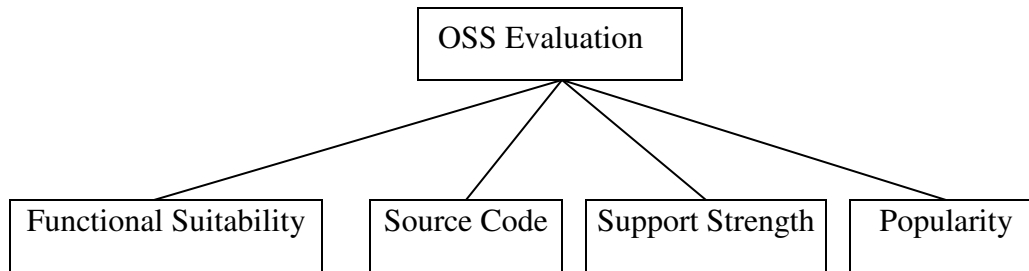 OSS Evaluation
Functional Suitability
Source Code
Support Strength
Popularity